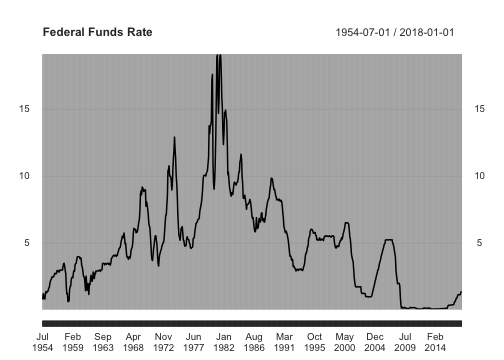 Federal Funds Rate 1954-07-01 / 2018-01-01
15 15
10 10
5 5
Jul Feb Sep Apr Nov Jun Jan Aug Mar Oct May Dec Jul Feb
1954 1959 1963 1968 1972 1977 1982 1986 1991 1995 2000 2004 2009 2014